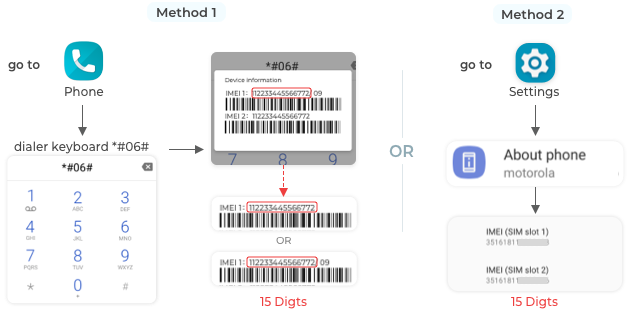 Method 1
go to
Phone
dialer keyboard *#06#
*#06#
1
2
ABC
3
DEF
4
GHI
5
JKL
6
MNO
7
PQRS
8
TUV
9
WXYZ
*
0
+
#
*#06#
Device Information
IMEI 1: 112233445566772 09
IMEI 2: 112233445566772
7 8 9
IMEI 1: 112233445566772
OR
IMEI 1: 112233445566772 09
15 Digts
OR
Method 2
go to
Settings
About phone
motorola
IMEI (SIM slot 1)
3516181
IMEI (SIM slot 2)
3516181
15 Digts